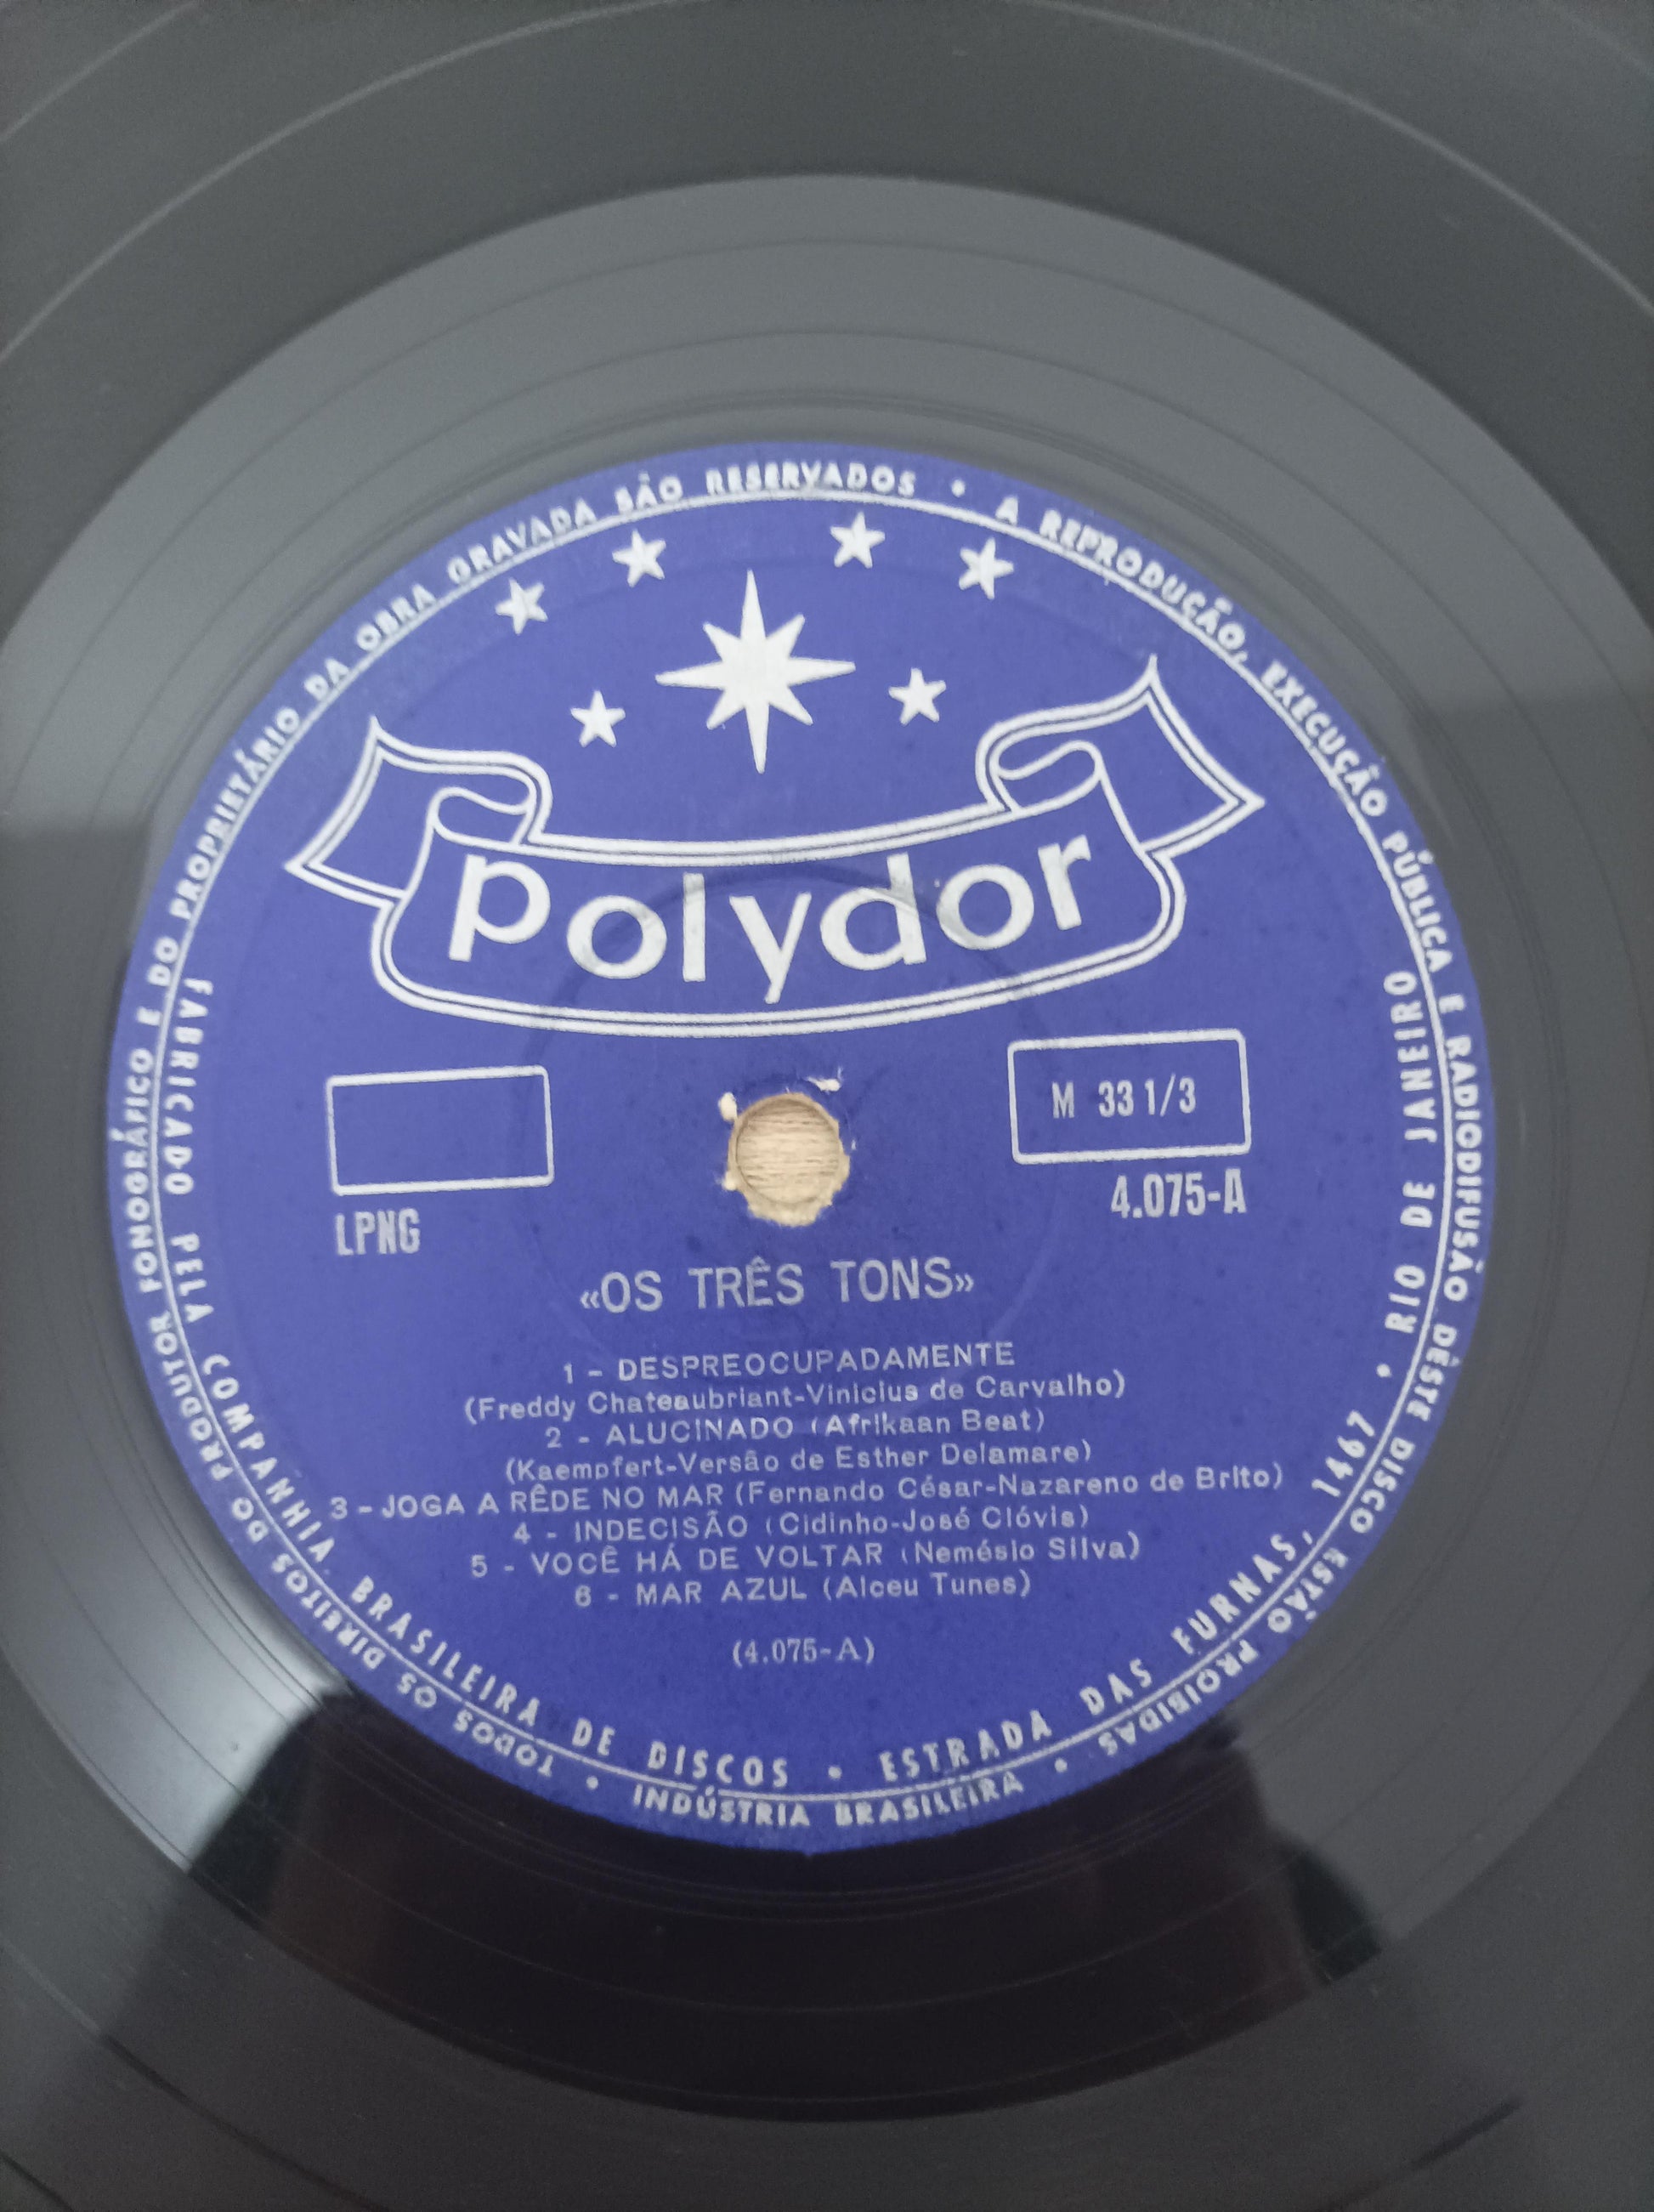 TODOS OS DIREITOS DO PRODUTOR FONOGRÁFICO E DO PROPRIETÁRIO DA OBRA GRAVADA SÃO RESERVADOS • A REPRODUÇÃO, EXECUÇÃO PÚBLICA E RADIODIFUSÃO DÊSTE DISCO ESTÃO PROIBIDAS •
polydor
M 33 1/3
LPNG
4.075-A
«OS TRÊS TONS»
1 - DESPREOCUPADAMENTE
(Freddy Chateaubriant-Vinicius de Carvalho)
2 - ALUCINADO (Afrikaan Beat)
(Kaempfert-Versão de Esther Delamare)
3 - JOGA A RÊDE NO MAR (Fernando César-Nazareno de Brito)
4 - INDECISÃO (Cidinho-José Clóvis)
5 - VOCÊ HÁ DE VOLTAR (Nemésio Silva)
6 - MAR AZUL (Alceu Tunes)
(4.075-A)
FABRICADO PELA COMPANHIA BRASILEIRA DE DISCOS • ESTRADA DAS FURNAS, 1467 • RIO DE JANEIRO
INDÚSTRIA BRASILEIRA •